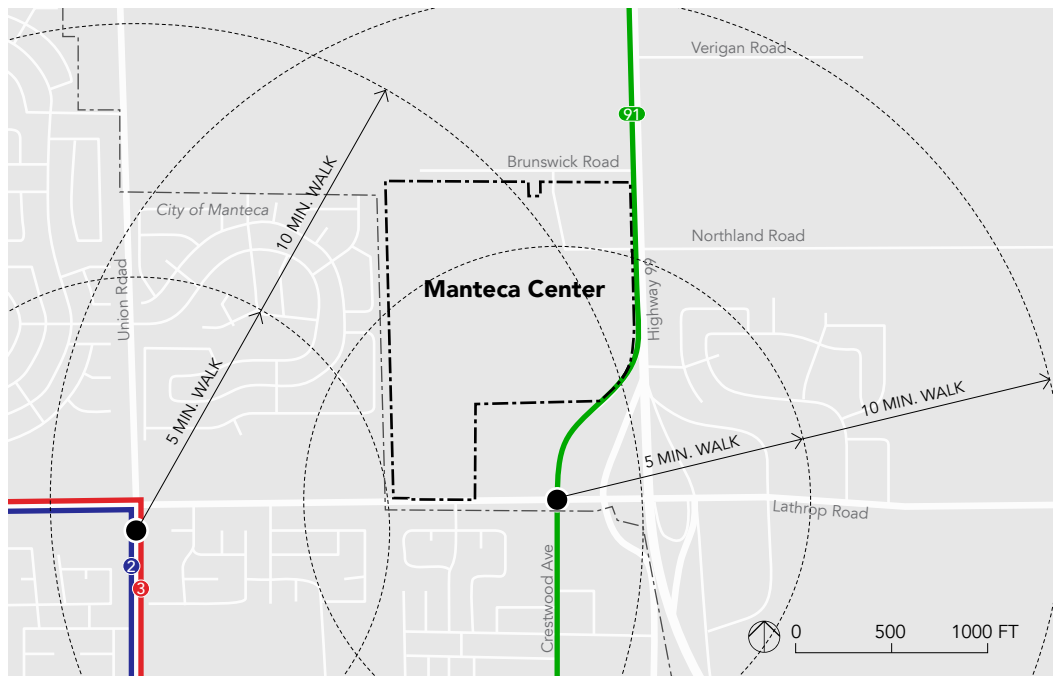 Verigan Road
91
Brunswick Road
10 MIN. WALK
City of Manteca
Northland Road
Manteca Center
Union Road
Highway 99
5 MIN. WALK
10 MIN. WALK
5 MIN. WALK
Lathrop Road
Crestwood Ave
2
3
0 500 1000 FT